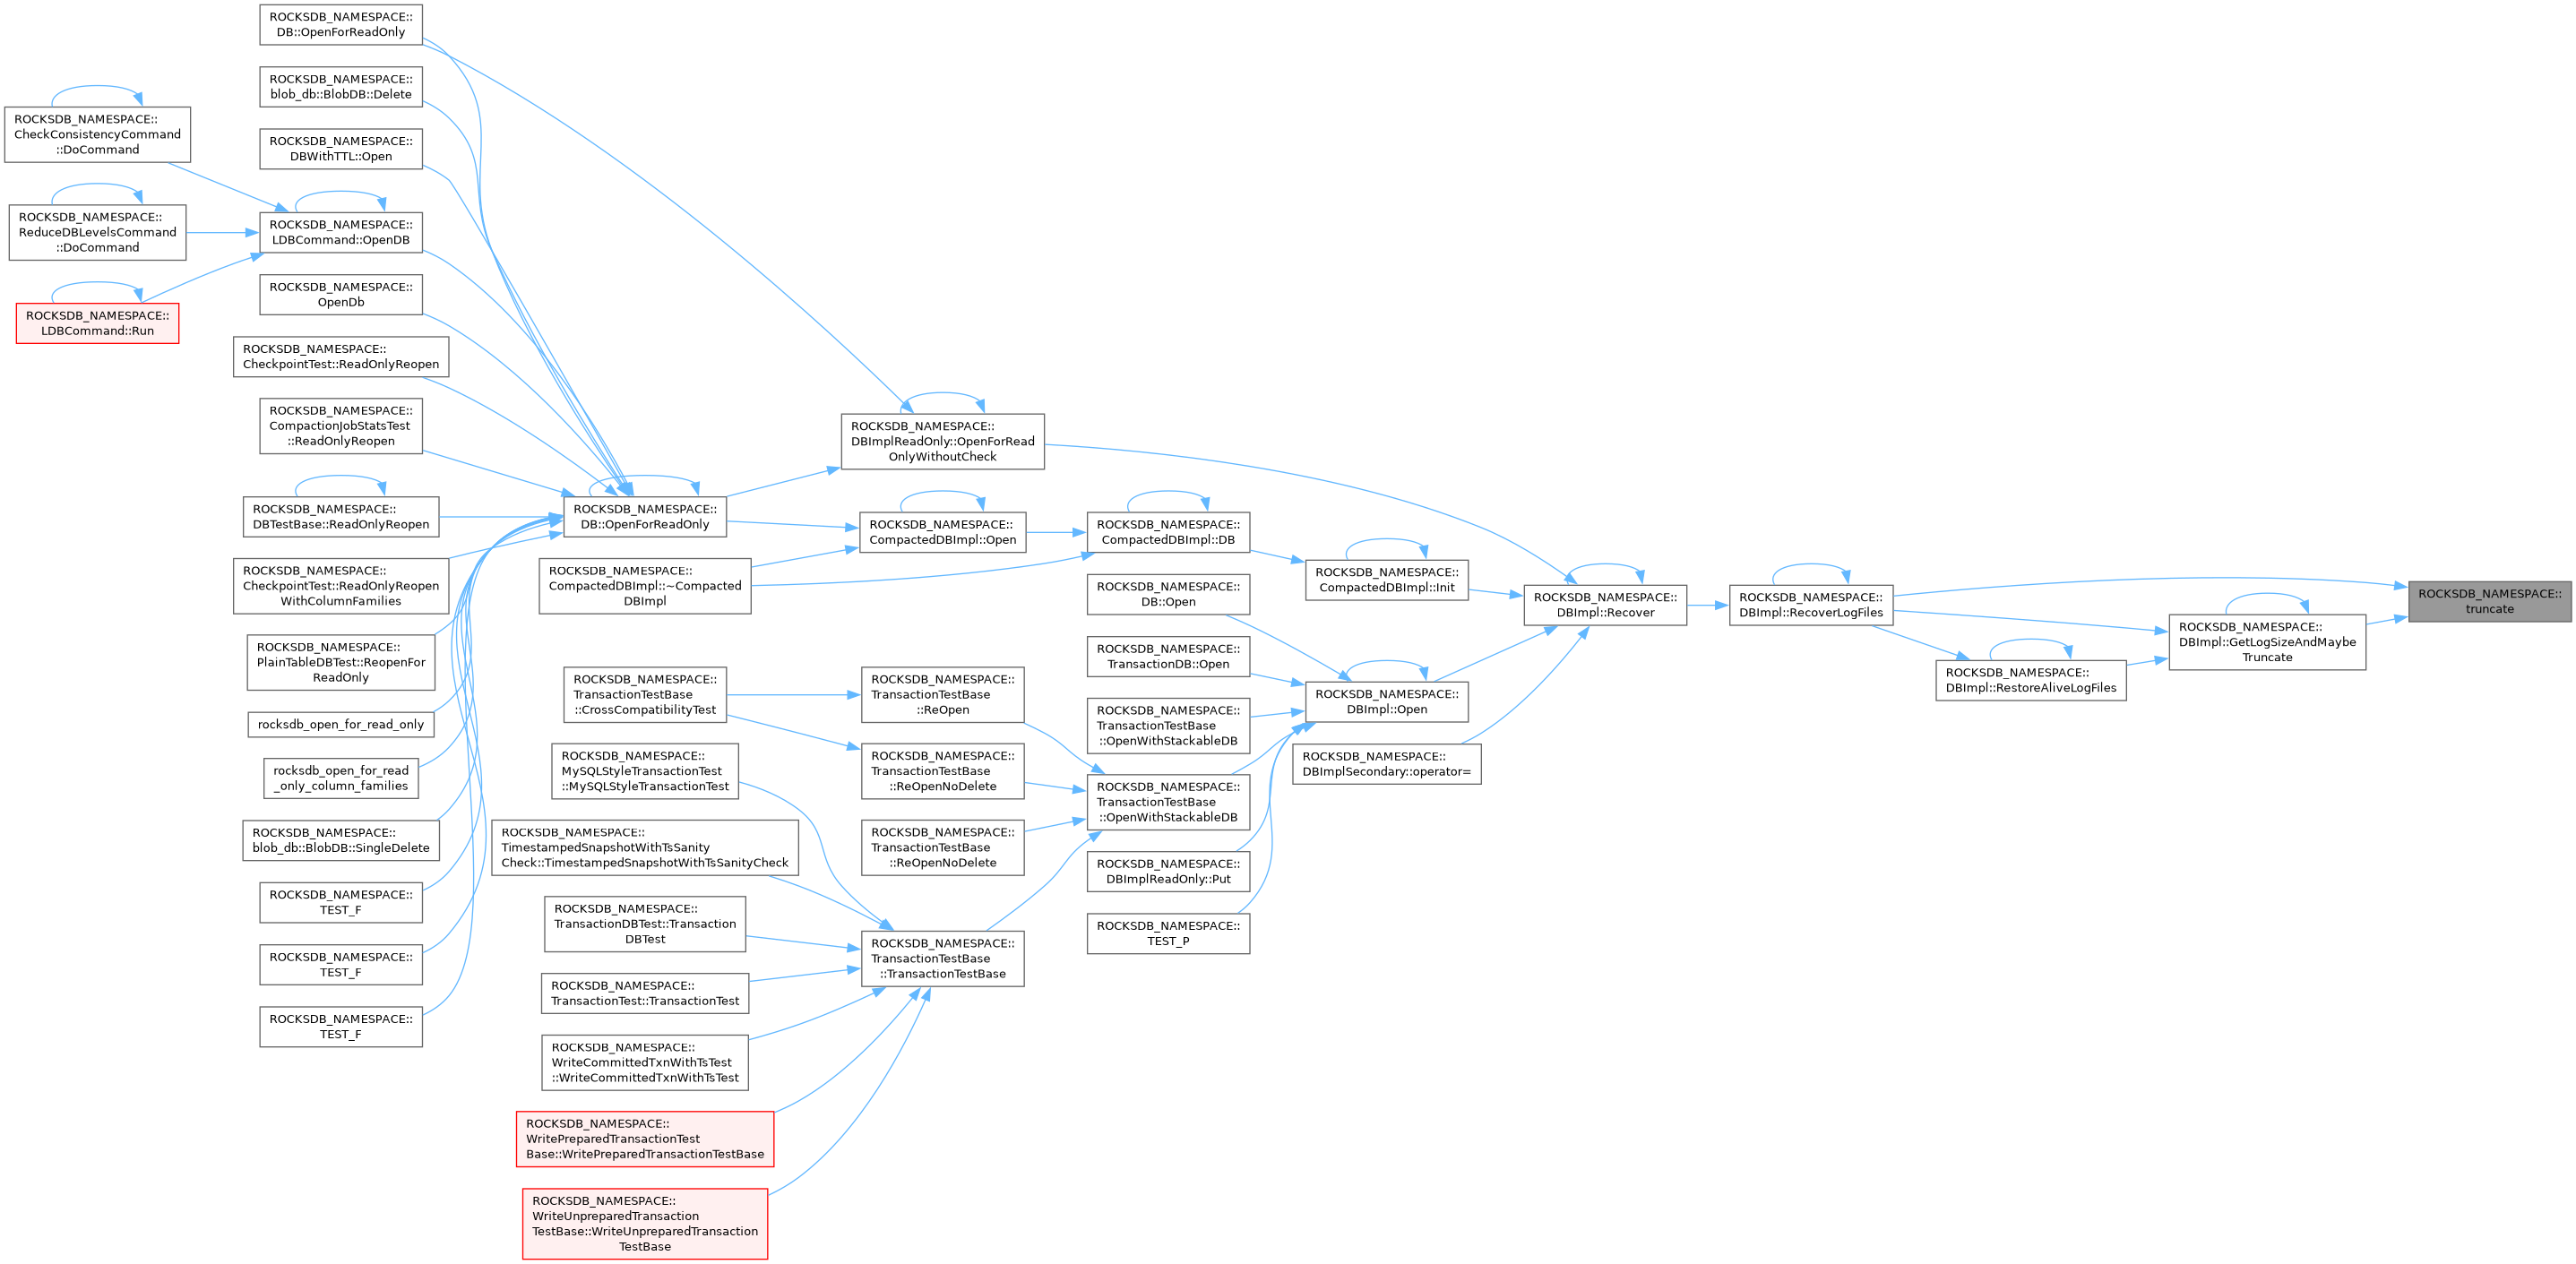 ROCKSDB_NAMESPACE::
DB::OpenForReadOnly
ROCKSDB_NAMESPACE::
blob_db::BlobDB::Delete
ROCKSDB_NAMESPACE::
DBWithTTL::Open
ROCKSDB_NAMESPACE::
CheckConsistencyCommand
::DoCommand
ROCKSDB_NAMESPACE::
ReduceDBLevelsCommand
::DoCommand
ROCKSDB_NAMESPACE::
LDBCommand::Run
ROCKSDB_NAMESPACE::
LDBCommand::OpenDB
ROCKSDB_NAMESPACE::
OpenDb
ROCKSDB_NAMESPACE::
CheckpointTest::ReadOnlyReopen
ROCKSDB_NAMESPACE::
CompactionJobStatsTest
::ReadOnlyReopen
ROCKSDB_NAMESPACE::
DBTestBase::ReadOnlyReopen
ROCKSDB_NAMESPACE::
CheckpointTest::ReadOnlyReopen
WithColumnFamilies
ROCKSDB_NAMESPACE::
PlainTableDBTest::ReopenFor
ReadOnly
rocksdb_open_for_read_only
rocksdb_open_for_read
_only_column_families
ROCKSDB_NAMESPACE::
blob_db::BlobDB::SingleDelete
ROCKSDB_NAMESPACE::
TEST_F
ROCKSDB_NAMESPACE::
TEST_F
ROCKSDB_NAMESPACE::
TEST_F
ROCKSDB_NAMESPACE::
DB::OpenForReadOnly
ROCKSDB_NAMESPACE::
CompactedDBImpl::~Compacted
DBImpl
ROCKSDB_NAMESPACE::
TransactionTestBase
::CrossCompatibilityTest
ROCKSDB_NAMESPACE::
MySQLStyleTransactionTest
::MySQLStyleTransactionTest
ROCKSDB_NAMESPACE::
TimestampedSnapshotWithTsSanity
Check::TimestampedSnapshotWithTsSanityCheck
ROCKSDB_NAMESPACE::
TransactionDBTest::Transaction
DBTest
ROCKSDB_NAMESPACE::
TransactionTest::TransactionTest
ROCKSDB_NAMESPACE::
WriteCommittedTxnWithTsTest
::WriteCommittedTxnWithTsTest
ROCKSDB_NAMESPACE::
WritePreparedTransactionTest
Base::WritePreparedTransactionTestBase
ROCKSDB_NAMESPACE::
WriteUnpreparedTransaction
TestBase::WriteUnpreparedTransaction
TestBase
ROCKSDB_NAMESPACE::
DBImplReadOnly::OpenForRead
OnlyWithoutCheck
ROCKSDB_NAMESPACE::
CompactedDBImpl::Open
ROCKSDB_NAMESPACE::
TransactionTestBase
::ReOpen
ROCKSDB_NAMESPACE::
TransactionTestBase
::ReOpenNoDelete
ROCKSDB_NAMESPACE::
TransactionTestBase
::ReOpenNoDelete
ROCKSDB_NAMESPACE::
TransactionTestBase
::TransactionTestBase
ROCKSDB_NAMESPACE::
CompactedDBImpl::DB
ROCKSDB_NAMESPACE::
DB::Open
ROCKSDB_NAMESPACE::
TransactionDB::Open
ROCKSDB_NAMESPACE::
TransactionTestBase
::OpenWithStackableDB
ROCKSDB_NAMESPACE::
TransactionTestBase
::OpenWithStackableDB
ROCKSDB_NAMESPACE::
DBImplReadOnly::Put
ROCKSDB_NAMESPACE::
TEST_P
ROCKSDB_NAMESPACE::
CompactedDBImpl::Init
ROCKSDB_NAMESPACE::
DBImpl::Open
ROCKSDB_NAMESPACE::
DBImplSecondary::operator=
ROCKSDB_NAMESPACE::
DBImpl::Recover
ROCKSDB_NAMESPACE::
DBImpl::RecoverLogFiles
ROCKSDB_NAMESPACE::
DBImpl::RestoreAliveLogFiles
ROCKSDB_NAMESPACE::
DBImpl::GetLogSizeAndMaybe
Truncate
ROCKSDB_NAMESPACE::
truncate